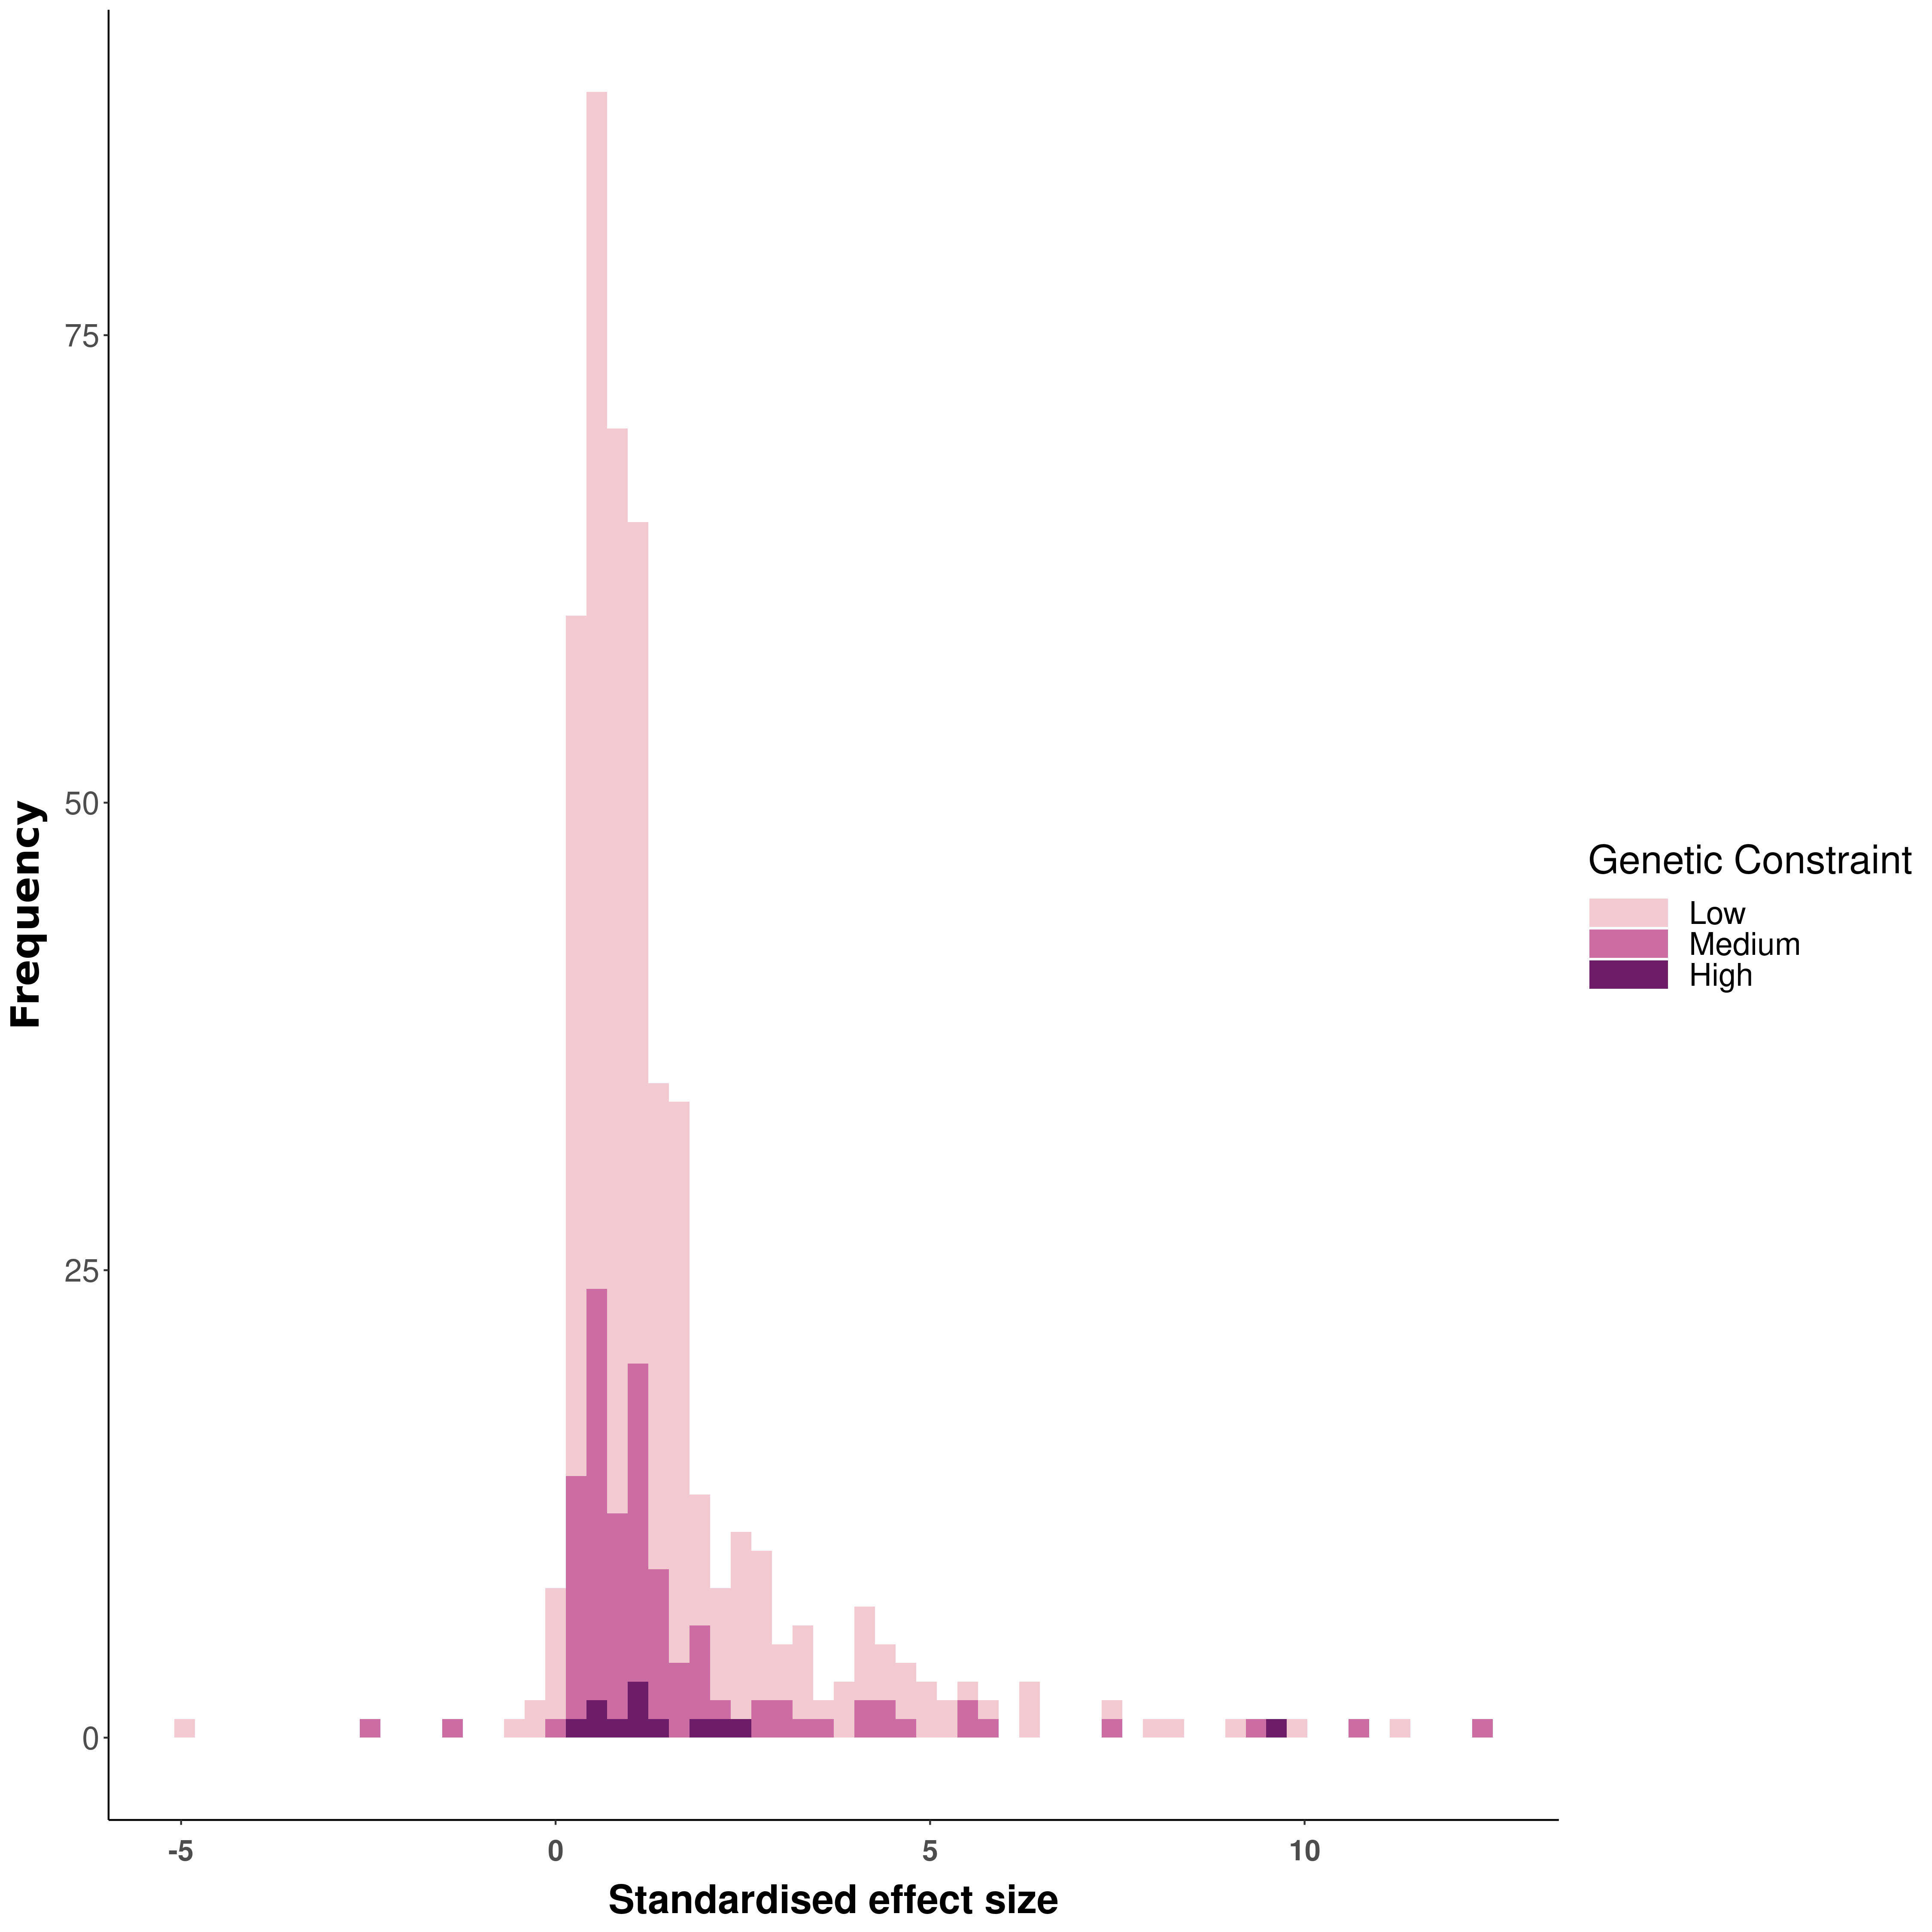 75
50
25
0
Frequency
-5
0
5
10
Standardised effect size
Genetic Constraint
Low
Medium
High